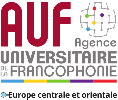 AUF
Agence
UNIVERSITAIRE
DE LA
FRANCOPHONIE
Europe centrale et orientale